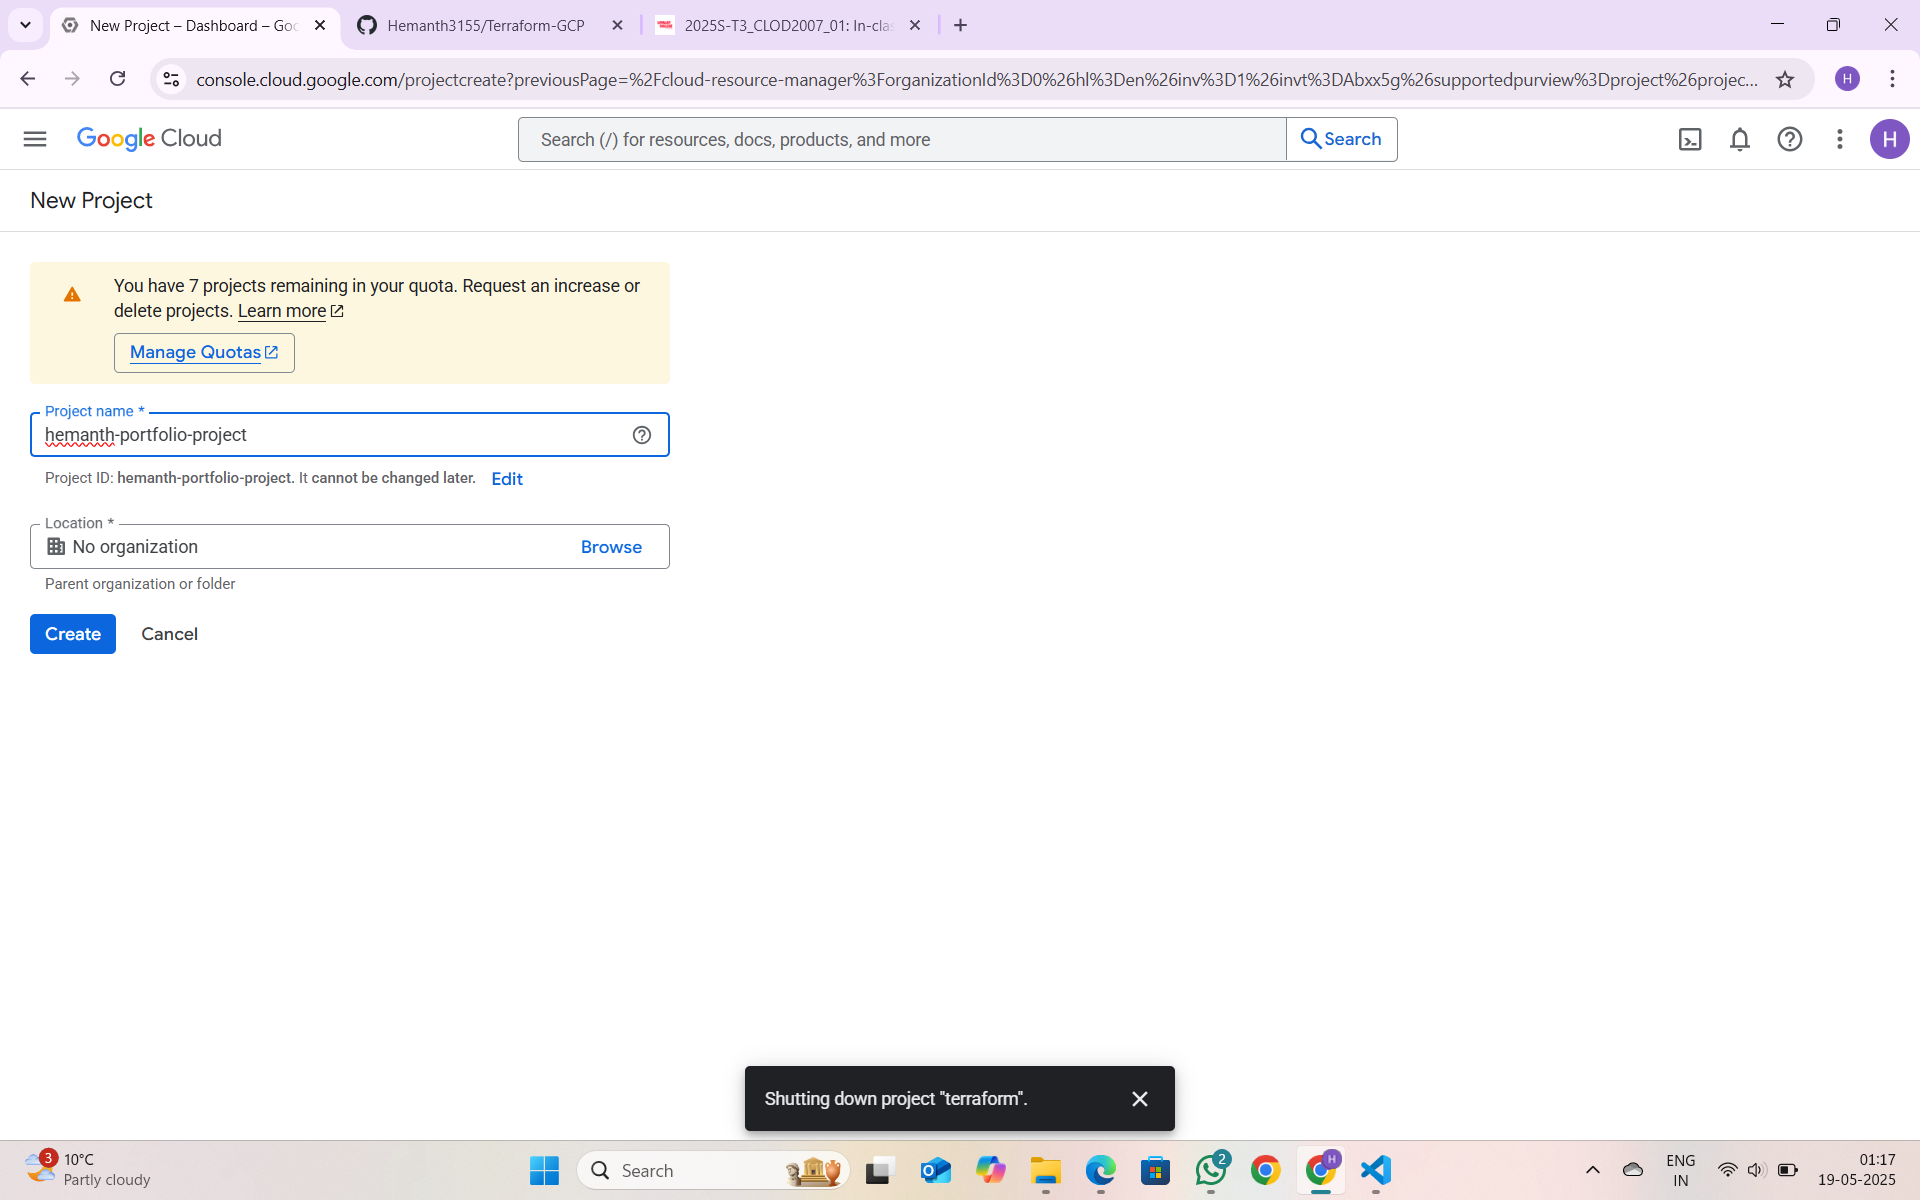 New Project – Dashboard – Goo
Hemanth3155/Terraform-GCP
2025S-T3_CLOD2007_01: In-cla
console.cloud.google.com/projectcreate?previousPage=%2Fcloud-resource-manager%3ForganizationId%3D0%26hl%3Den%26inv%3D1%26invt%3DAbxx5g%26supportedpurview%3Dproject%26projec...
H
Google Cloud
Search (/) for resources, docs, products, and more
Search
H
New Project
You have 7 projects remaining in your quota. Request an increase or
delete projects. Learn more
Manage Quotas
Project name *
hemanth-portfolio-project
Project ID: hemanth-portfolio-project. It cannot be changed later. Edit
Location *
No organization
Browse
Parent organization or folder
Create
Cancel
Shutting down project "terraform".
3
10°C
Partly cloudy
Search
2
H
ENG
IN
01:17
19-05-2025